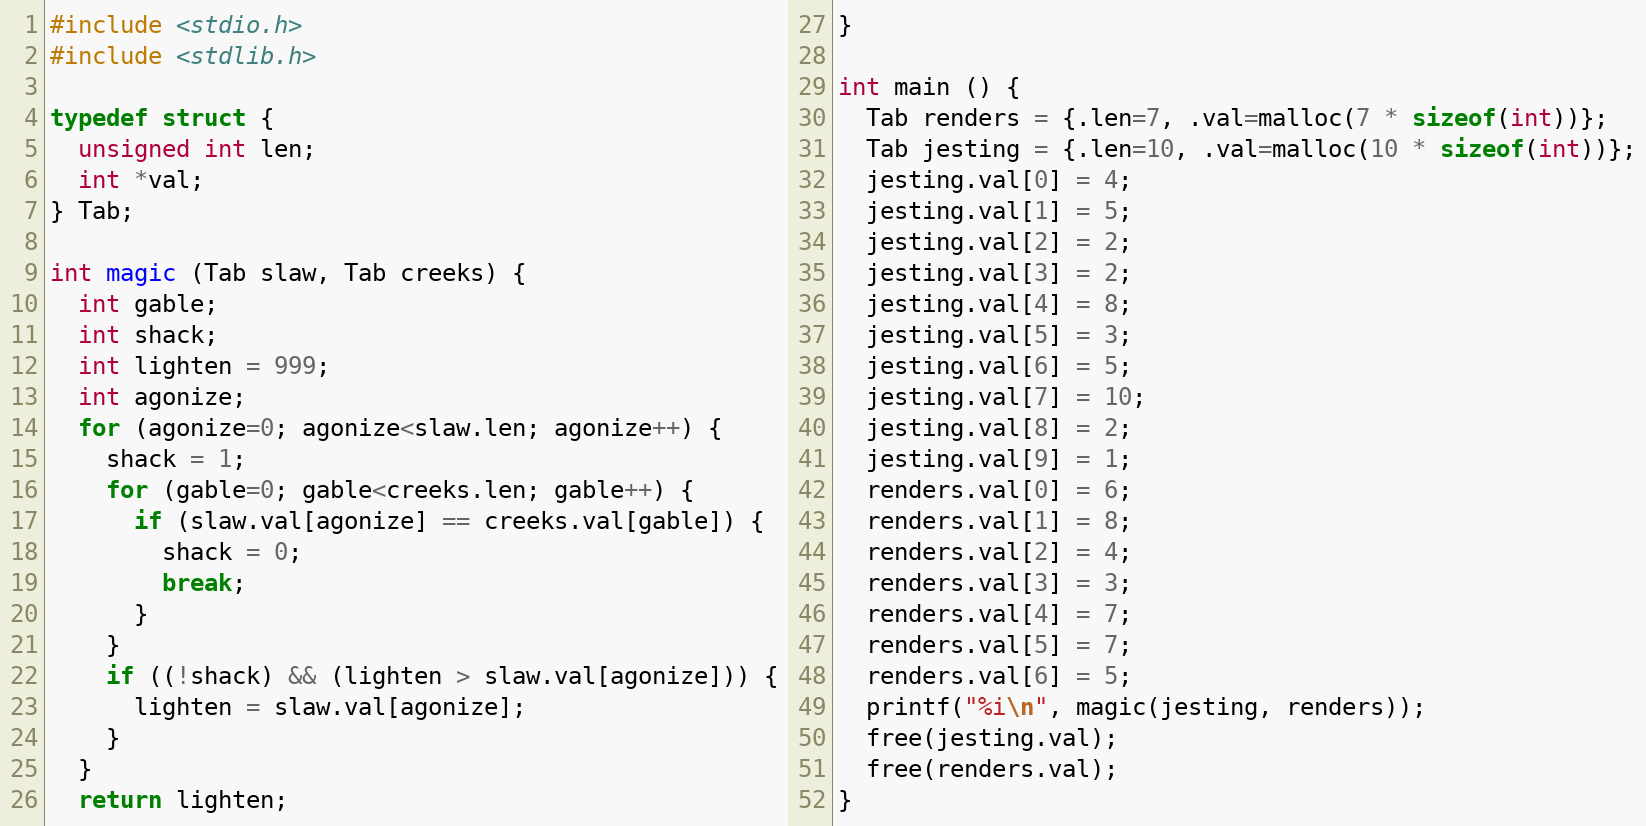 1 #include <stdio.h>
2 #include <stdlib.h>
3
4 typedef struct {
5   unsigned int len;
6   int *val;
7 } Tab;
8
9 int magic (Tab slaw, Tab creeks) {
10   int gable;
11   int shack;
12   int lighten = 999;
13   int agonize;
14   for (agonize=0; agonize<slaw.len; agonize++) {
15     shack = 1;
16     for (gable=0; gable<creeks.len; gable++) {
17       if (slaw.val[agonize] == creeks.val[gable]) {
18         shack = 0;
19         break;
20       }
21     }
22     if ((!shack) && (lighten > slaw.val[agonize])) {
23       lighten = slaw.val[agonize];
24     }
25   }
26   return lighten;
27 }
28
29 int main () {
30   Tab renders = {.len=7, .val=malloc(7 * sizeof(int))};
31   Tab jesting = {.len=10, .val=malloc(10 * sizeof(int))};
32   jesting.val[0] = 4;
33   jesting.val[1] = 5;
34   jesting.val[2] = 2;
35   jesting.val[3] = 2;
36   jesting.val[4] = 8;
37   jesting.val[5] = 3;
38   jesting.val[6] = 5;
39   jesting.val[7] = 10;
40   jesting.val[8] = 2;
41   jesting.val[9] = 1;
42   renders.val[0] = 6;
43   renders.val[1] = 8;
44   renders.val[2] = 4;
45   renders.val[3] = 3;
46   renders.val[4] = 7;
47   renders.val[5] = 7;
48   renders.val[6] = 5;
49   printf("%i\n", magic(jesting, renders));
50   free(jesting.val);
51   free(renders.val);
52 }